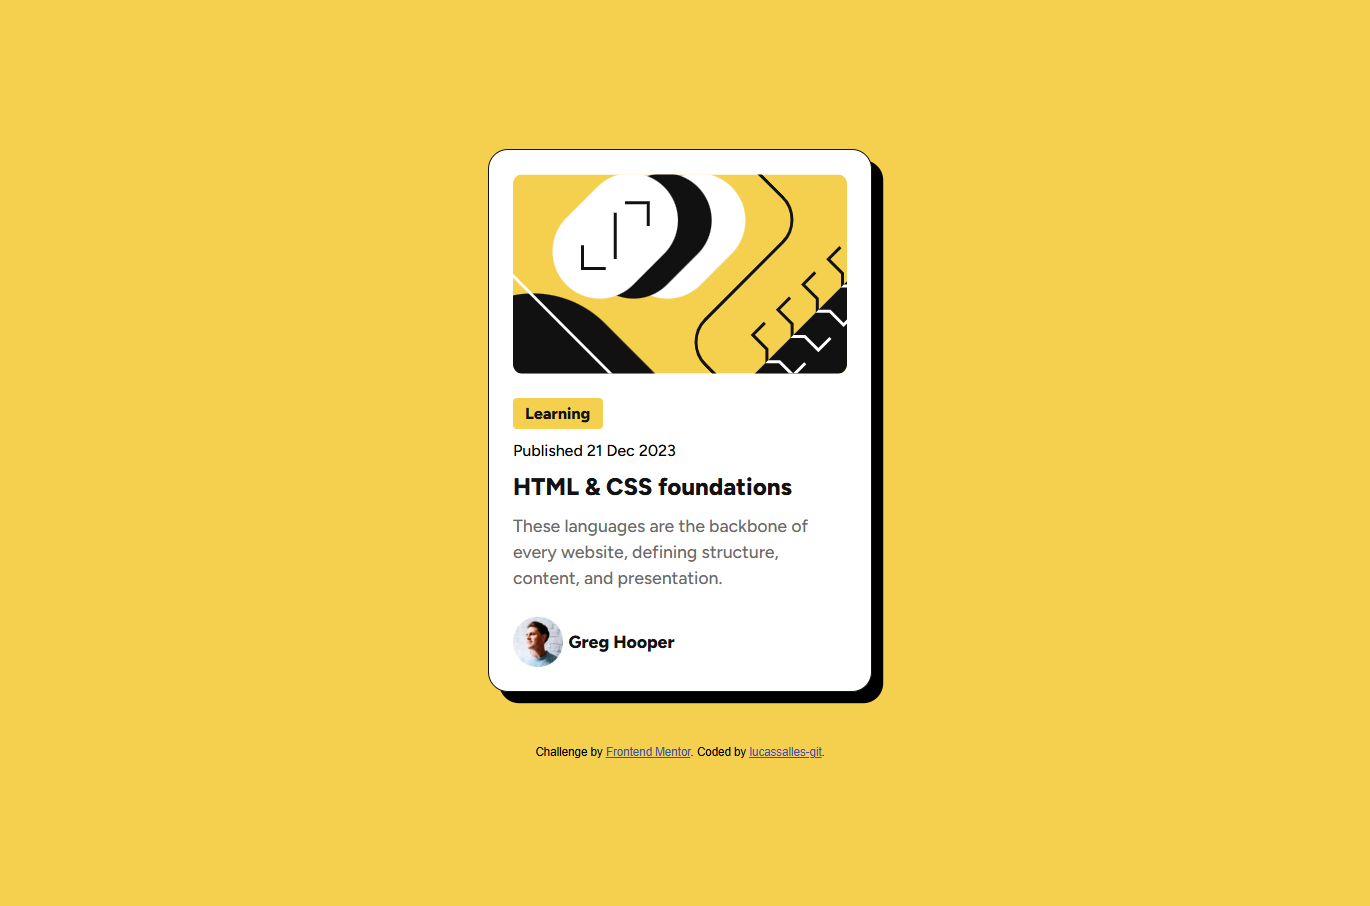 Learning
Published 21 Dec 2023
HTML & CSS foundations
These languages are the backbone of
every website, defining structure,
content, and presentation.
Greg Hooper
Challenge by Frontend Mentor. Coded by lucassalles-git.